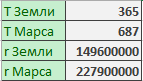 Т Земли 365
Т Марса 687
r Земли 149600000
r Марса 227900000